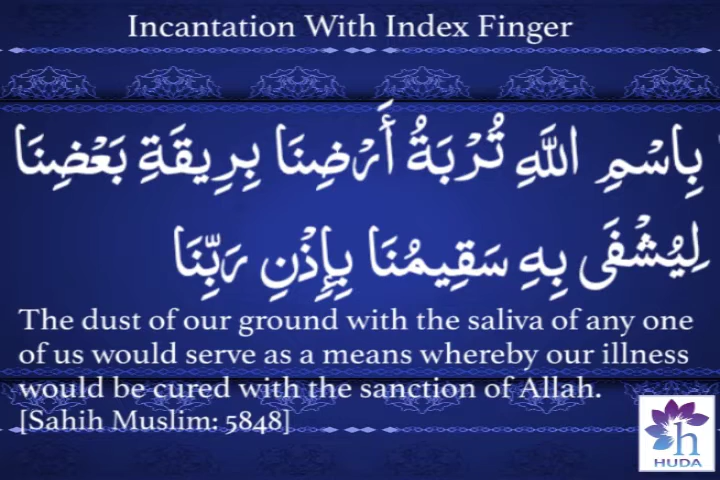 Incantation With Index Finger
بِاسْمِ اللَّهِ تُرْبَةُ أَرْضِنَا بِرِيقَةِ بَعْضِنَا
لِيُشْفَى بِهِ سَقِيمُنَا بِإِذْنِ رَبِّنَا
The dust of our ground with the saliva of any one
of us would serve as a means whereby our illness
would be cured with the sanction of Allah.
[Sahih Muslim: 5848]
h
HUDA